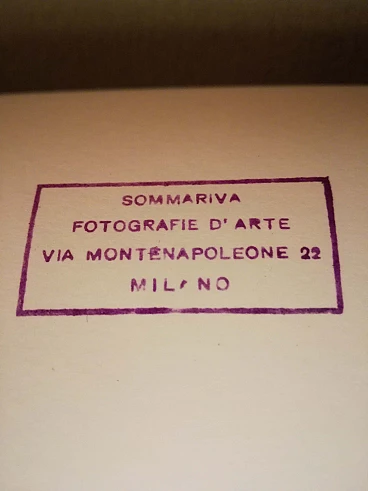 SOMMARIVA
FOTOGRAFIE D'ARTE
VIA MONTENAPOLEONE 22
MILANO